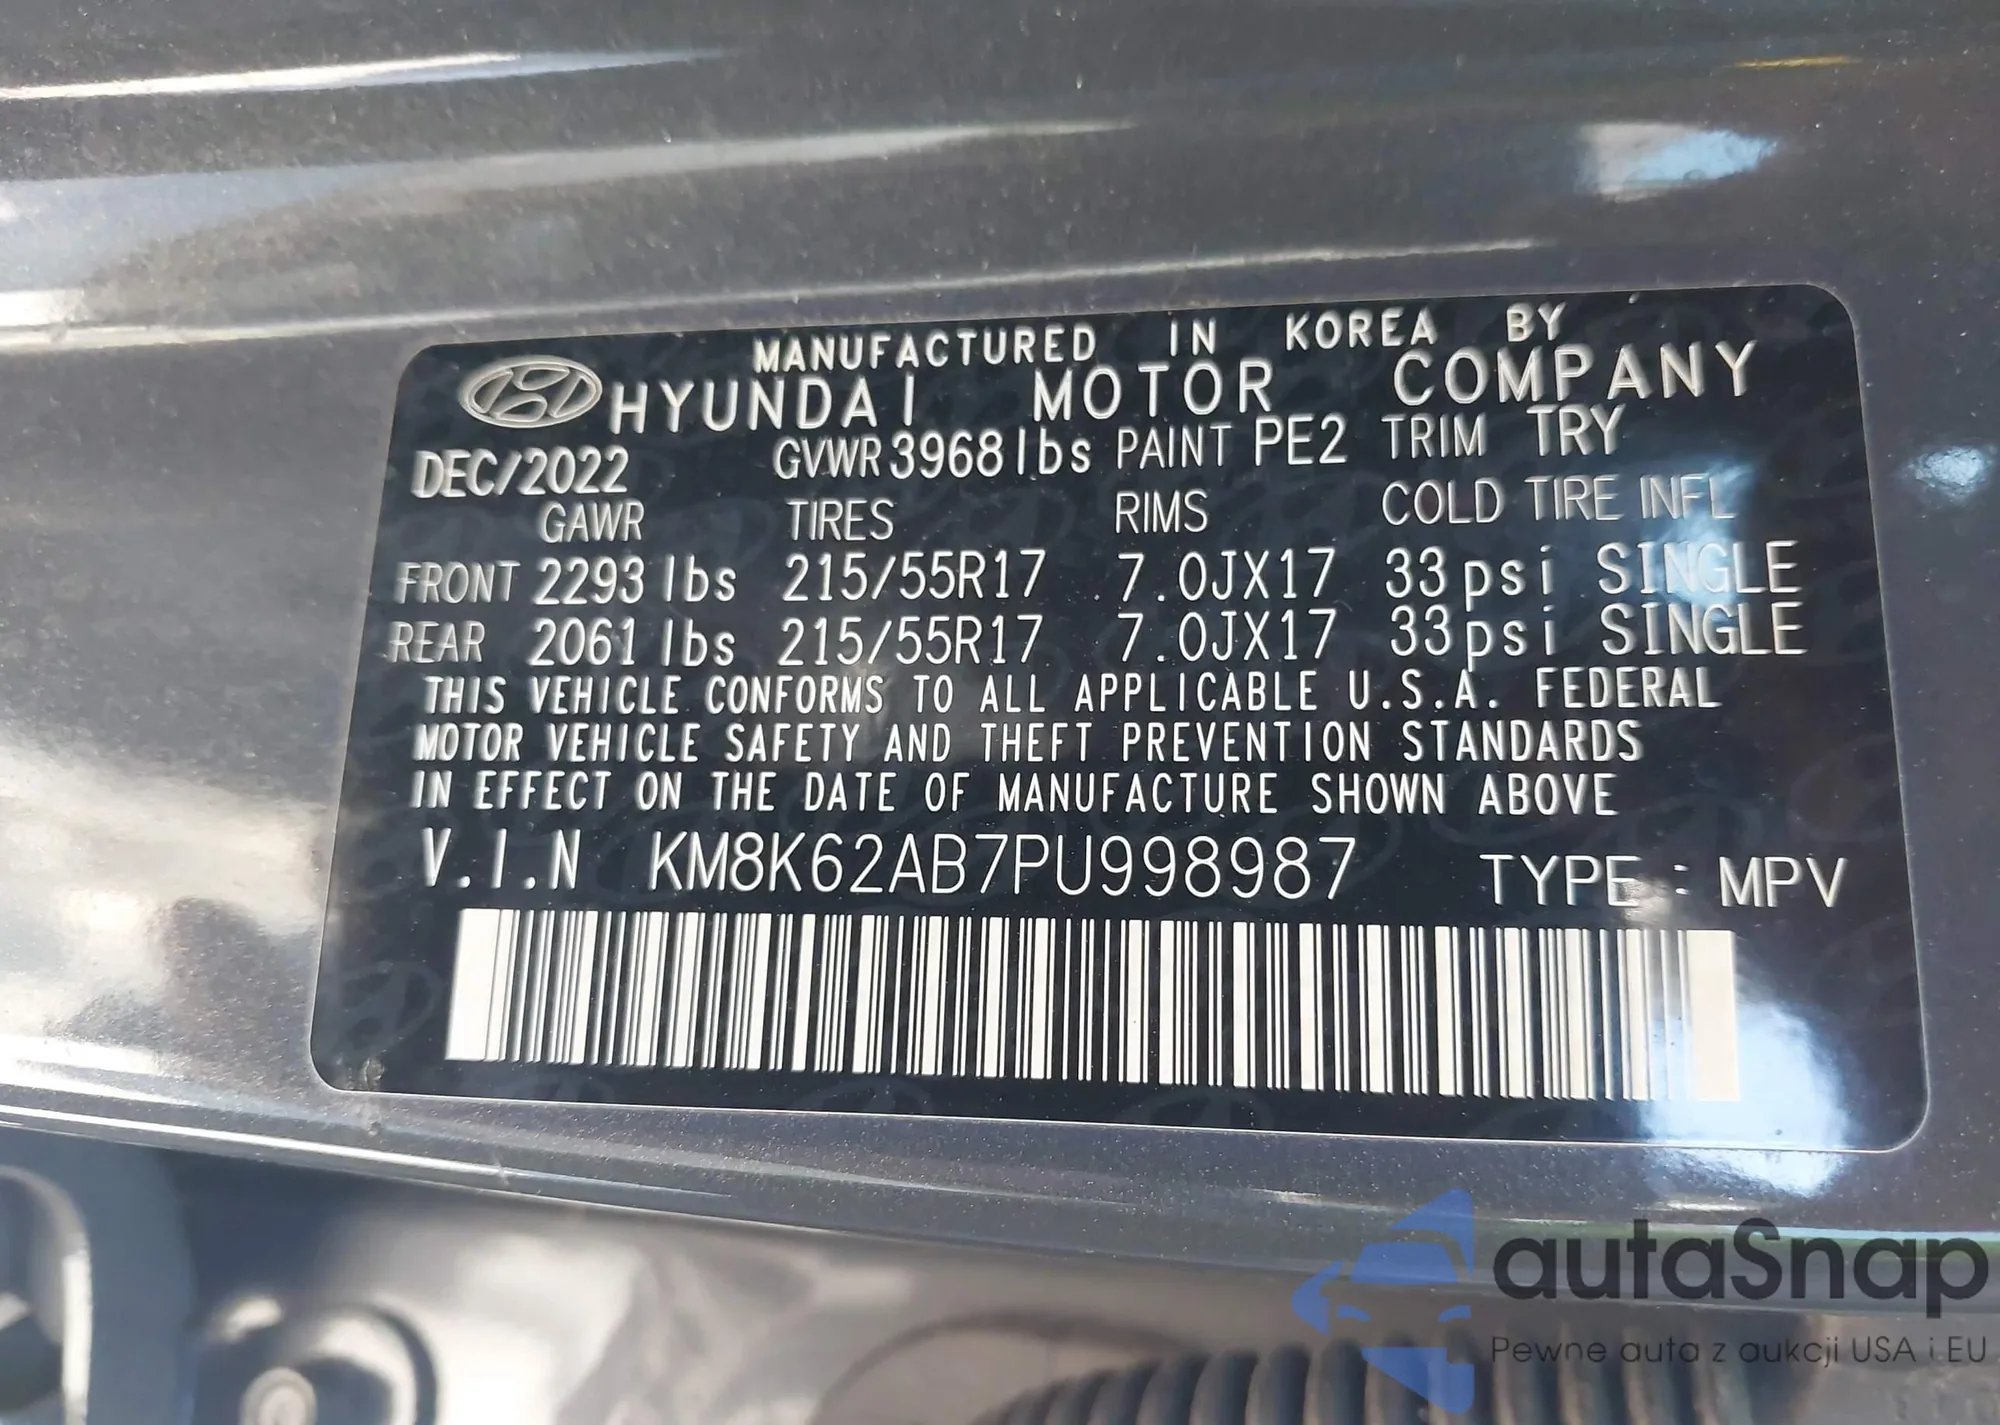 MANUFACTURED IN KOREA BY
HYUNDAI MOTOR COMPANY
DEC/2022 GVWR 3968 lbs PAINT PE2 TRIM TRY
GAWR TIRES RIMS COLD TIRE INFL
FRONT 2293 lbs 215/55R17 7.0JX17 33psi SINGLE
REAR 2061 lbs 215/55R17 7.0JX17 33psi SINGLE
THIS VEHICLE CONFORMS TO ALL APPLICABLE U.S.A. FEDERAL
MOTOR VEHICLE SAFETY AND THEFT PREVENTION STANDARDS
IN EFFECT ON THE DATE OF MANUFACTURE SHOWN ABOVE
V.I.N KM8K62AB7PU998987 TYPE : MPV
autaSnap
Pewne auta z aukcji USA i EU